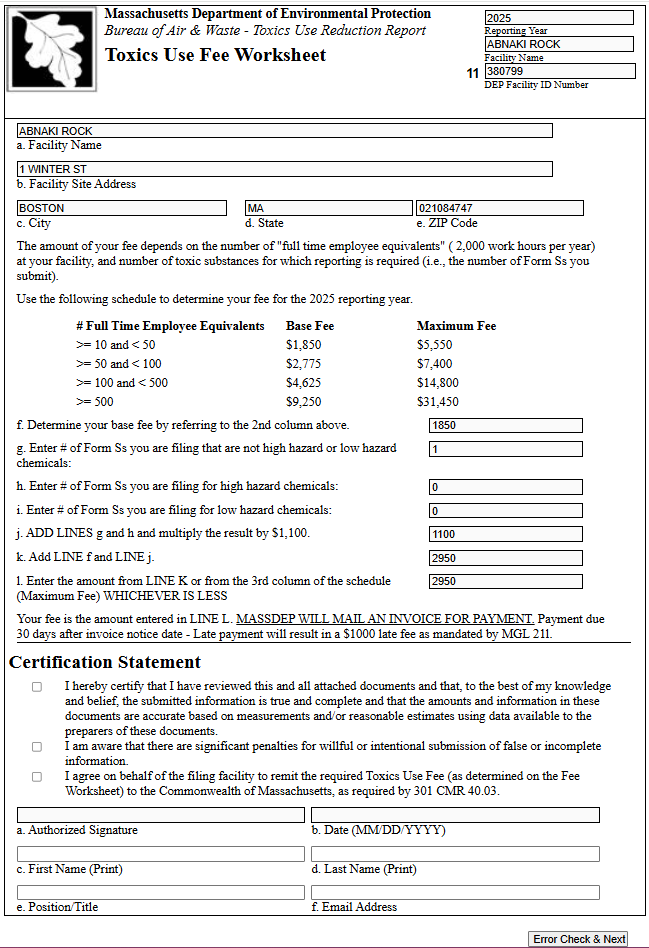 Massachusetts Department of Environmental Protection
Bureau of Air & Waste - Toxics Use Reduction Report
Toxics Use Fee Worksheet
2025
Reporting Year
ABNAKI ROCK
Facility Name
11 380799
DEP Facility ID Number
ABNAKI ROCK
a. Facility Name
1 WINTER ST
b. Facility Site Address
BOSTON MA 021084747
c. City d. State e. ZIP Code
The amount of your fee depends on the number of "full time employee equivalents" ( 2,000 work hours per year)
at your facility, and number of toxic substances for which reporting is required (i.e., the number of Form Ss you
submit).
Use the following schedule to determine your fee for the 2025 reporting year.
# Full Time Employee Equivalents Base Fee Maximum Fee
>= 10 and < 50 $1,850 $5,550
>= 50 and < 100 $2,775 $7,400
>= 100 and < 500 $4,625 $14,800
>= 500 $9,250 $31,450
f. Determine your base fee by referring to the 2nd column above. 1850
g. Enter # of Form Ss you are filing that are not high hazard or low hazard 1
chemicals:
h. Enter # of Form Ss you are filing for high hazard chemicals: 0
i. Enter # of Form Ss you are filing for low hazard chemicals: 0
j. ADD LINES g and h and multiply the result by $1,100. 1100
k. Add LINE f and LINE j. 2950
l. Enter the amount from LINE K or from the 3rd column of the schedule 2950
(Maximum Fee) WHICHEVER IS LESS
Your fee is the amount entered in LINE L. MASSDEP WILL MAIL AN INVOICE FOR PAYMENT. Payment due
30 days after invoice notice date - Late payment will result in a $1000 late fee as mandated by MGL 21I.
Certification Statement
I hereby certify that I have reviewed this and all attached documents and that, to the best of my knowledge
and belief, the submitted information is true and complete and that the amounts and information in these
documents are accurate based on measurements and/or reasonable estimates using data available to the
preparers of these documents.
I am aware that there are significant penalties for willful or intentional submission of false or incomplete
information.
I agree on behalf of the filing facility to remit the required Toxics Use Fee (as determined on the Fee
Worksheet) to the Commonwealth of Massachusetts, as required by 301 CMR 40.03.
a. Authorized Signature b. Date (MM/DD/YYYY)
c. First Name (Print) d. Last Name (Print)
e. Position/Title f. Email Address
Error Check & Next